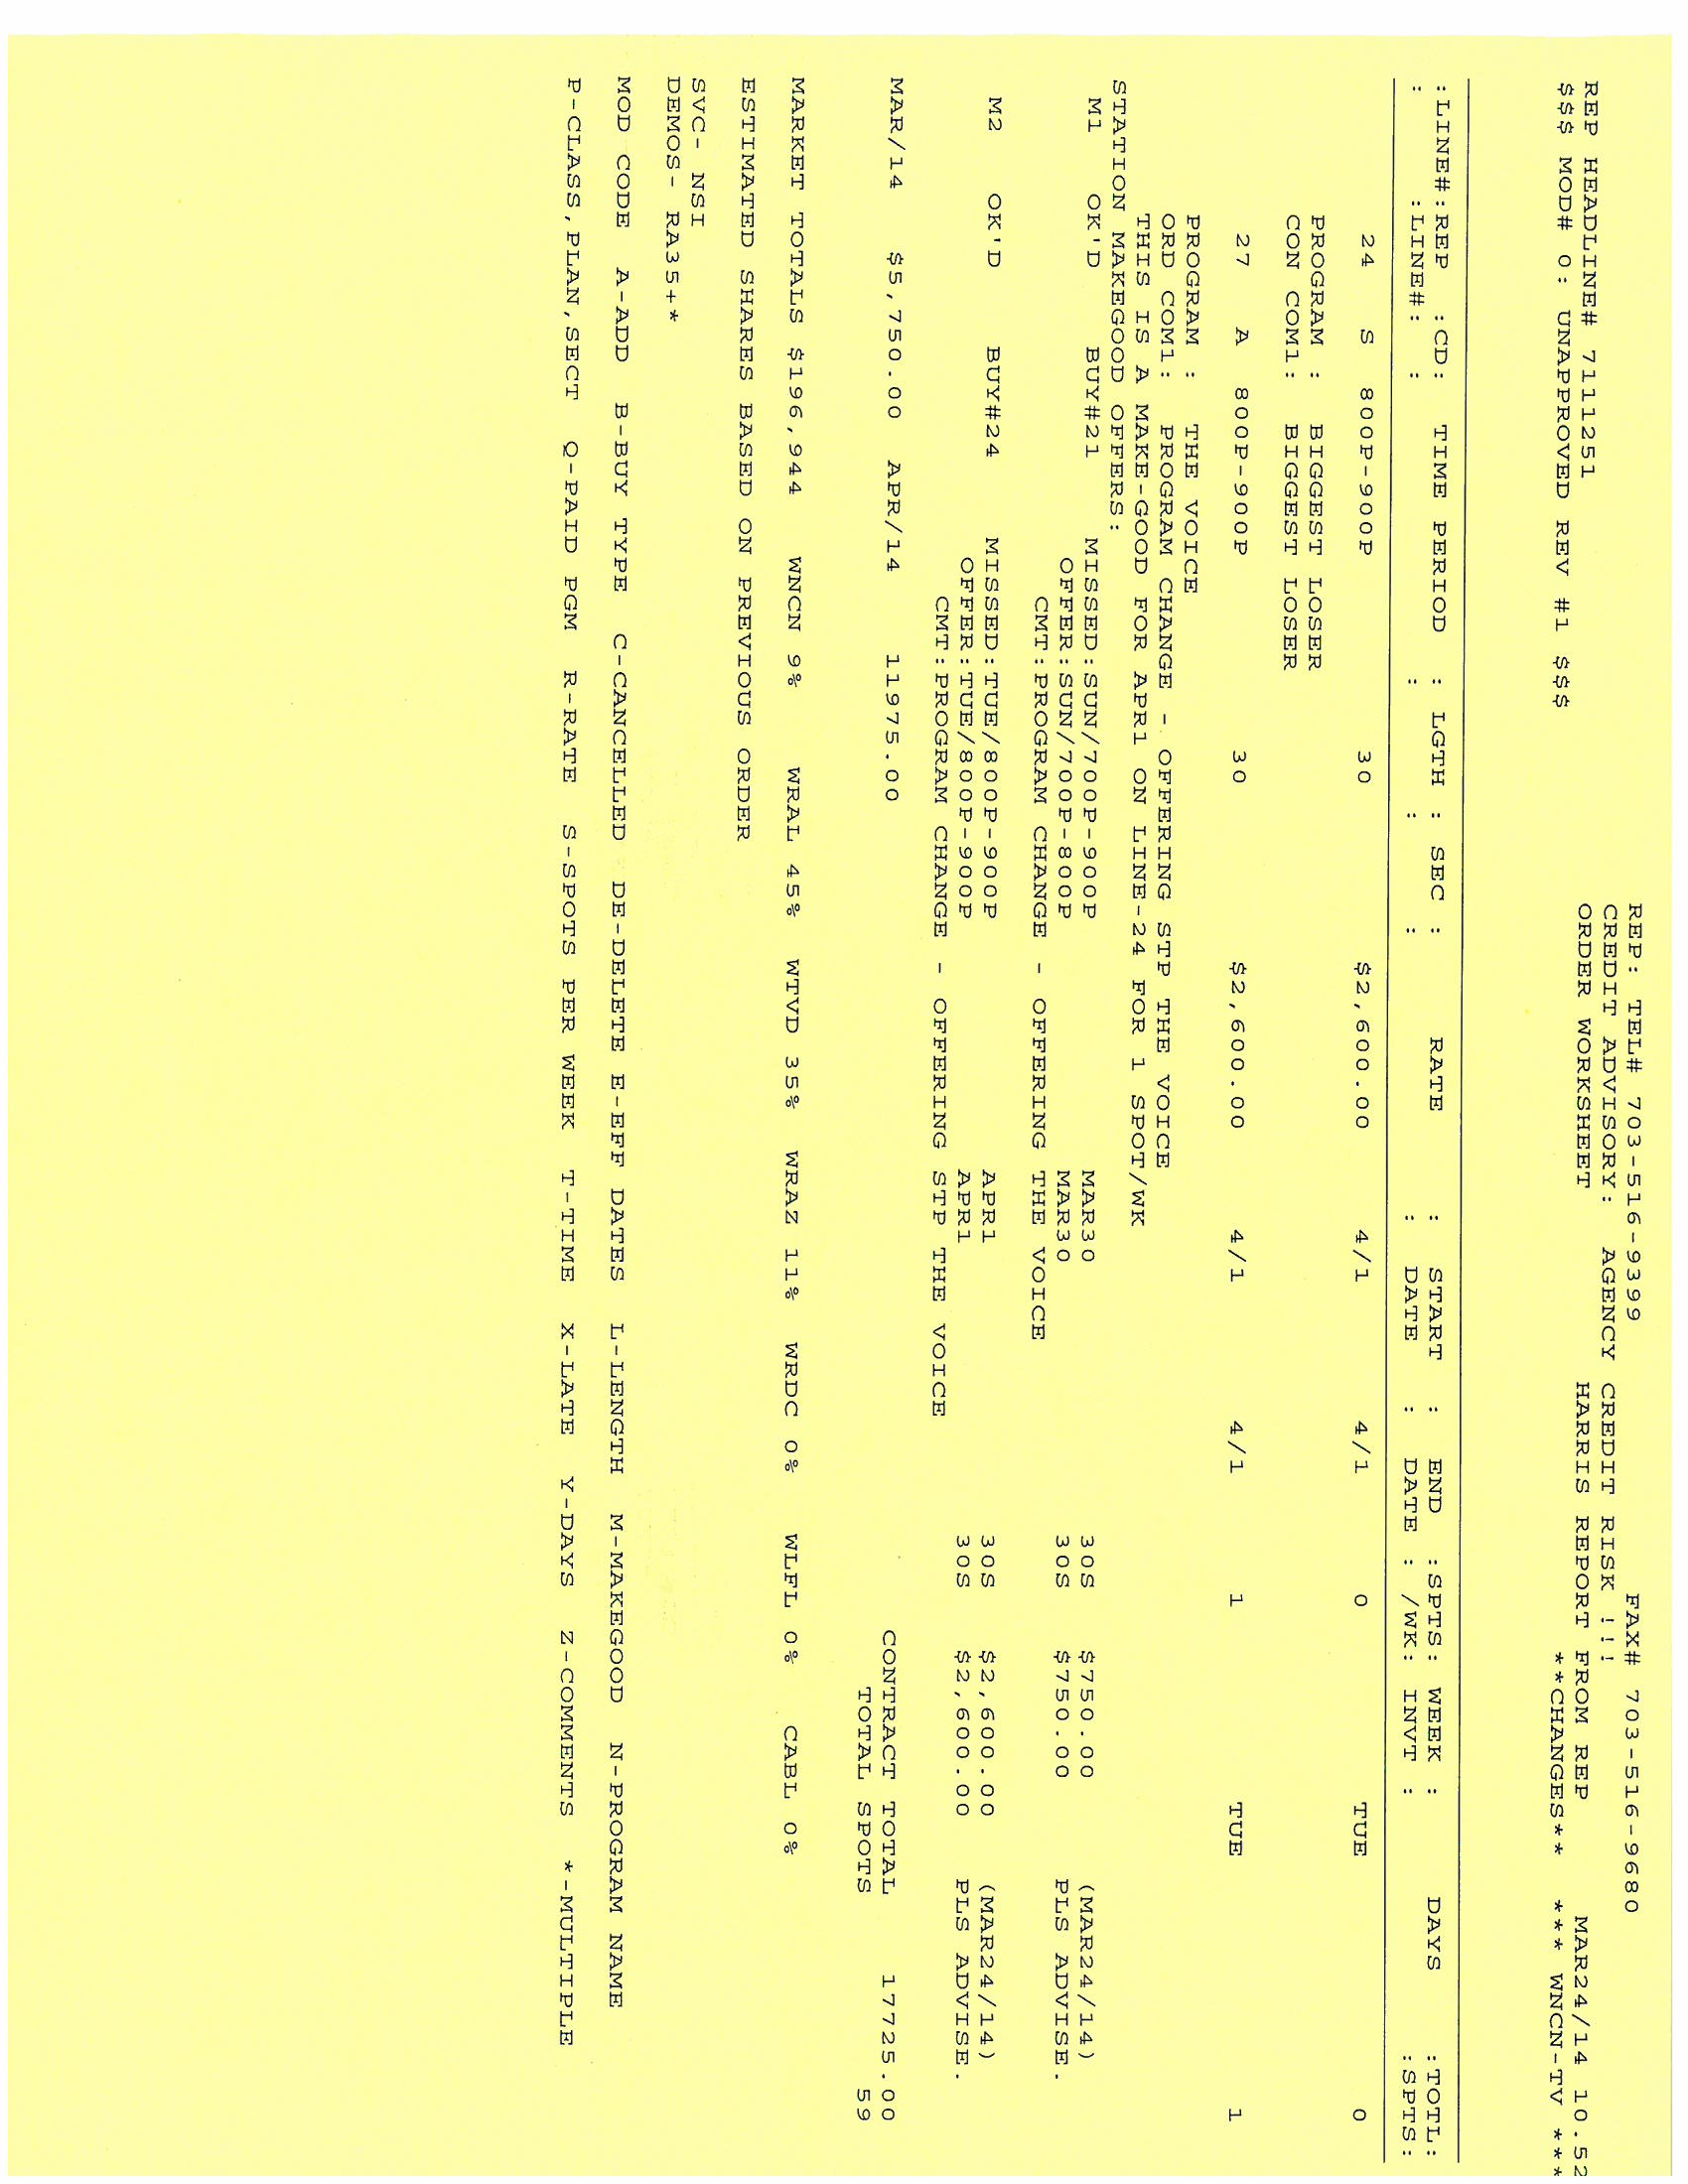 REP: TEL# 703-516-9399 FAX# 703-516-9680
CREDIT ADVISORY: AGENCY CREDIT RISK !!!
REP HEADLINE# 7111251 ORDER WORKSHEET HARRIS REPORT FROM REP MAR24/14 10.52
$$$ MOD# 0: UNAPPROVED REV #1 $$$ **CHANGES** *** WNCN-TV ***
:LINE#:REP :CD: TIME PERIOD : LGTH : SEC : RATE : START : END :SPTS: WEEK : DAYS :TOTL:
: :LINE#: : : : : : DATE : DATE : /WK: INVT : :SPTS:
24 S 800P-900P 30 $2,600.00 4/1 4/1 0 TUE 0
PROGRAM : BIGGEST LOSER
CON COM1: BIGGEST LOSER
27 A 800P-900P 30 $2,600.00 4/1 4/1 1 TUE 1
PROGRAM : THE VOICE
ORD COM1: PROGRAM CHANGE - OFFERING STP THE VOICE
THIS IS A MAKE-GOOD FOR APR1 ON LINE-24 FOR 1 SPOT/WK
STATION MAKEGOOD OFFERS:
M1 OK'D BUY#21 MISSED:SUN/700P-900P MAR30 30S $750.00 (MAR24/14)
OFFER:SUN/700P-800P MAR30 30S $750.00 PLS ADVISE.
CMT:PROGRAM CHANGE - OFFERING THE VOICE
M2 OK'D BUY#24 MISSED:TUE/800P-900P APR1 30S $2,600.00 (MAR24/14)
OFFER:TUE/800P-900P APR1 30S $2,600.00 PLS ADVISE.
CMT:PROGRAM CHANGE - OFFERING STP THE VOICE
MAR/14 $5,750.00 APR/14 11975.00 CONTRACT TOTAL 17725.00
TOTAL SPOTS 59
MARKET TOTALS $196,944 WNCN 9% WRAL 45% WTVD 35% WRAZ 11% WRDC 0% WLFL 0% CABL 0%
ESTIMATED SHARES BASED ON PREVIOUS ORDER
SVC- NSI
DEMOS- RA35+*
MOD CODE A-ADD B-BUY TYPE C-CANCELLED DE-DELETE E-EFF DATES L-LENGTH M-MAKEGOOD N-PROGRAM NAME
P-CLASS,PLAN,SECT Q-PAID PGM R-RATE S-SPOTS PER WEEK T-TIME X-LATE Y-DAYS Z-COMMENTS *-MULTIPLE